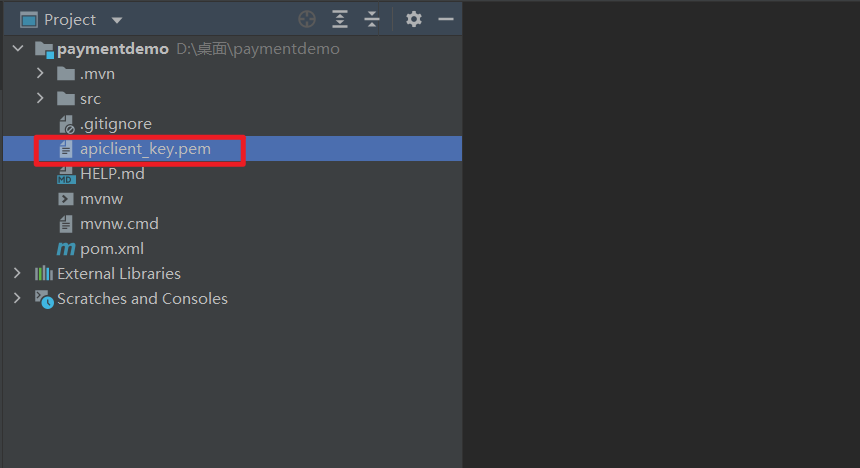 Project
paymentdemo D:\桌面\paymentdemo
.mvn
src
.gitignore
apiclient_key.pem
MD HELP.md
mvnw
mvnw.cmd
m pom.xml
External Libraries
Scratches and Consoles